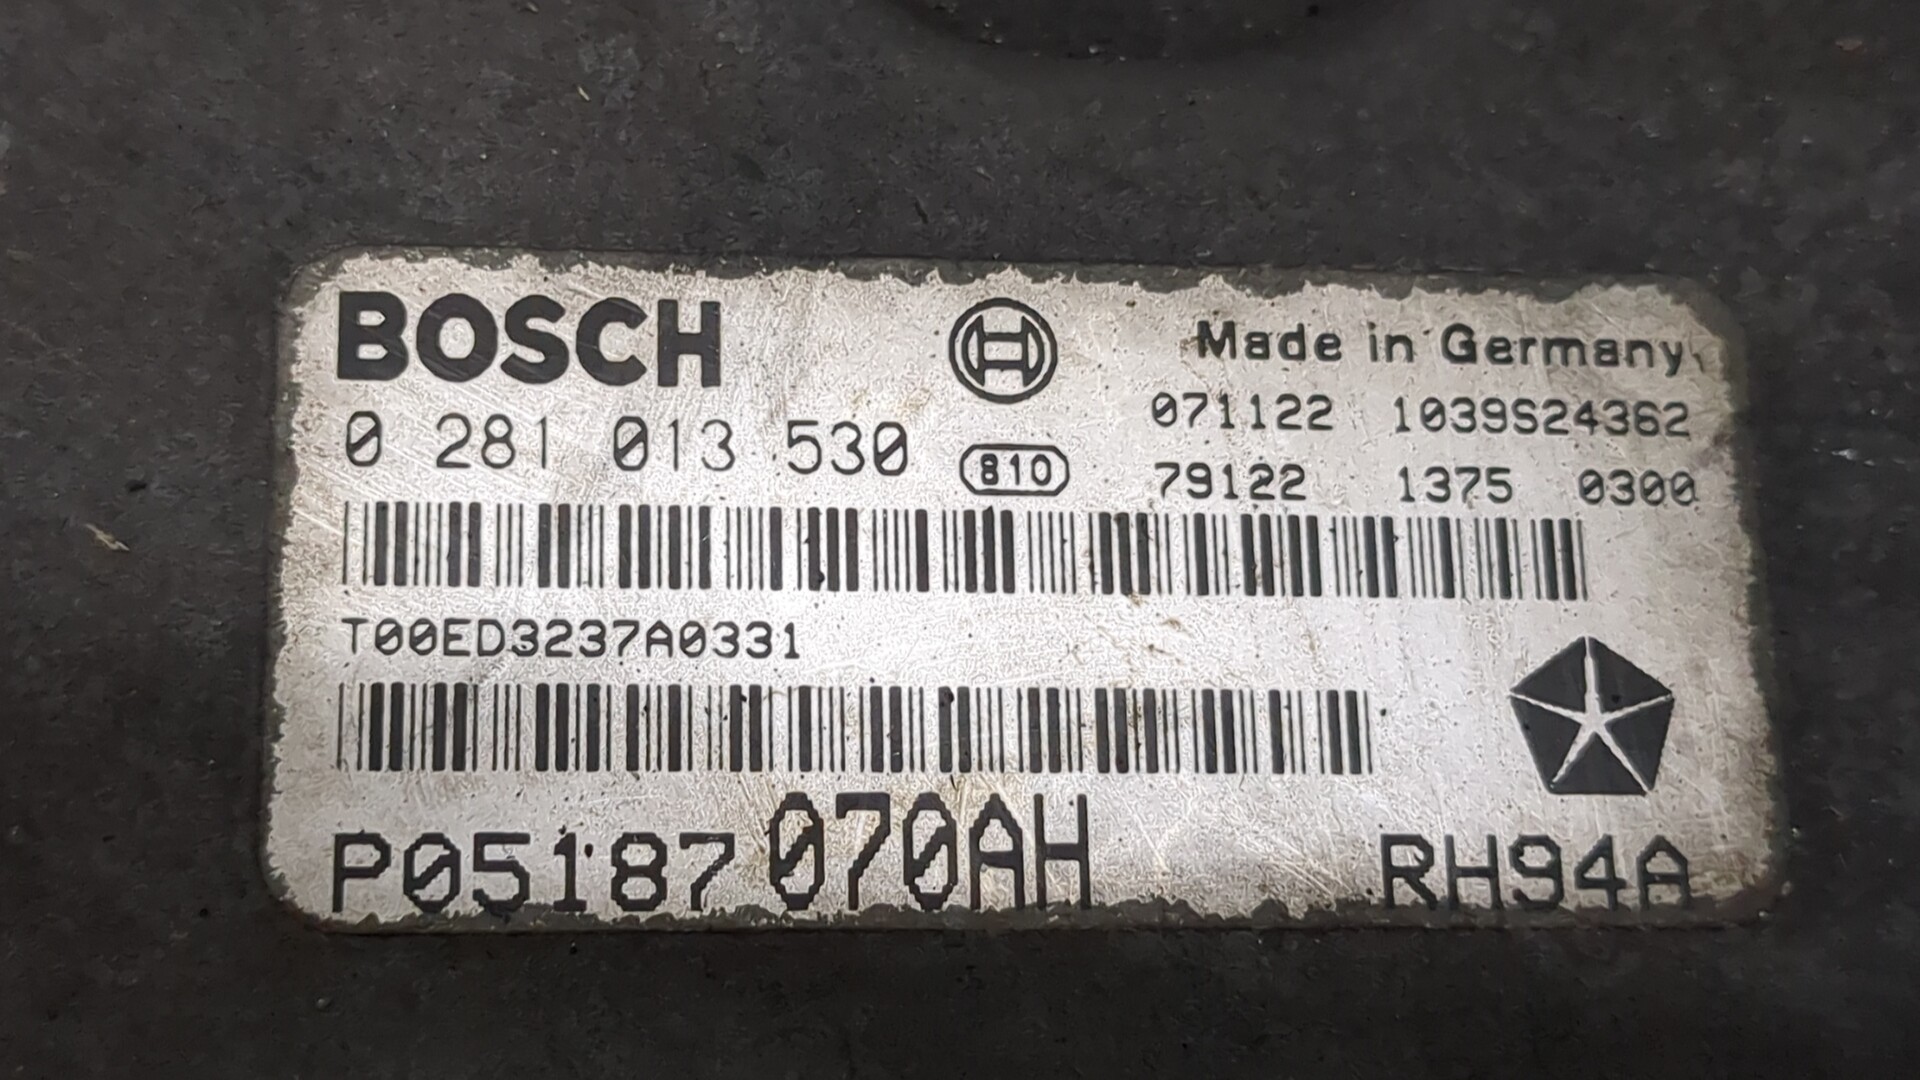 BOSCH Made in Germany
0 281 013 530 810 071122 1039S24362
79122 1375 0300
T00ED3237A0331
P05187070AH RH94A